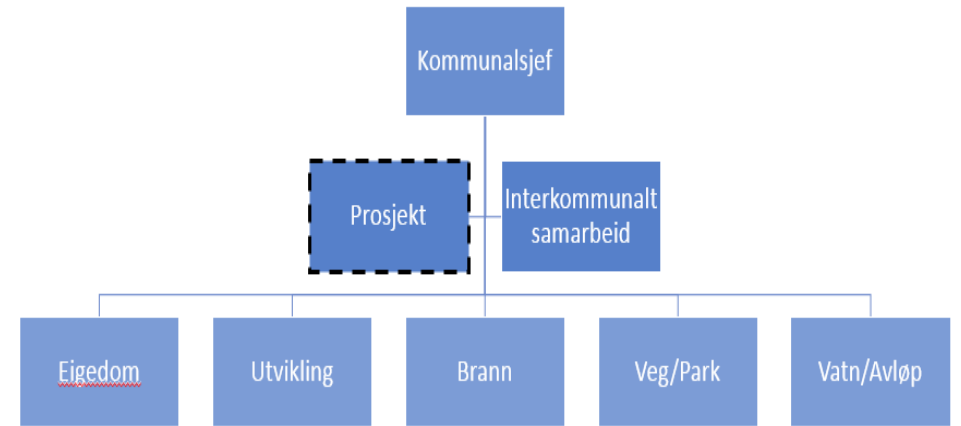 Kommunalsjef
Prosjekt
Interkommunalt
samarbeid
Eigedom
Utvikling
Brann
Veg/Park
Vatn/Avløp